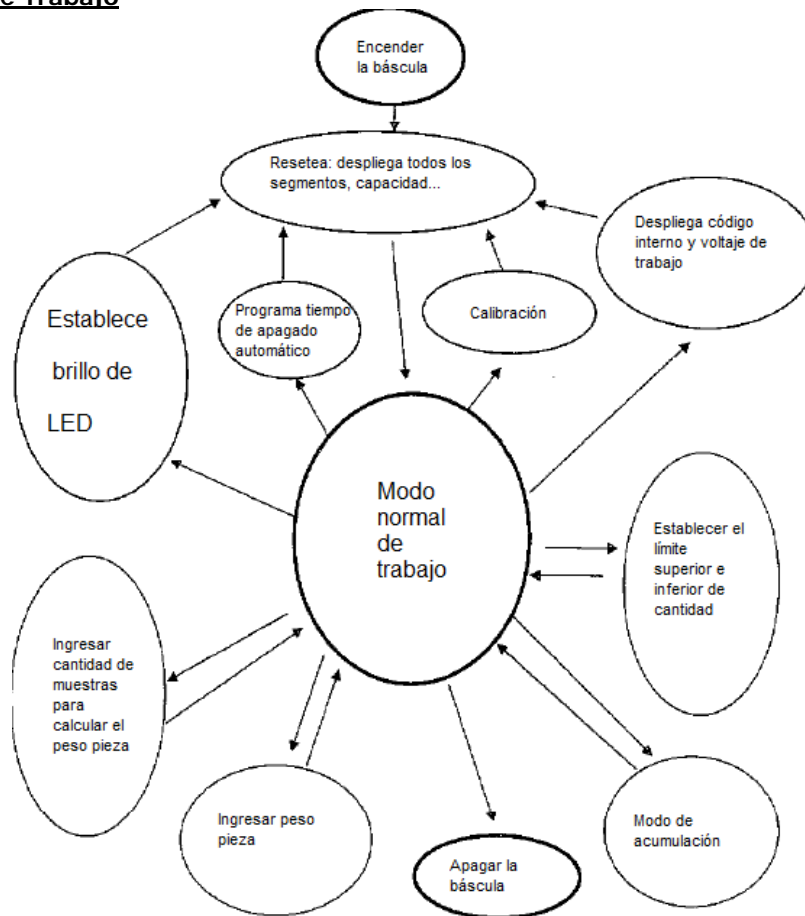 de Trabajo
Encender
la báscula
Resetea: despliega todos los
segmentos, capacidad...
Despliega código
interno y voltaje de
trabajo
Programa tiempo
de apagado
automático
Calibración
Establece
brillo de
LED
Modo
normal
de
trabajo
Establecer el
límite
superior e
inferior de
cantidad
Ingresar
cantidad de
muestras
para
calcular el
peso pieza
Ingresar peso
pieza
Apagar la
báscula
Modo de
acumulación